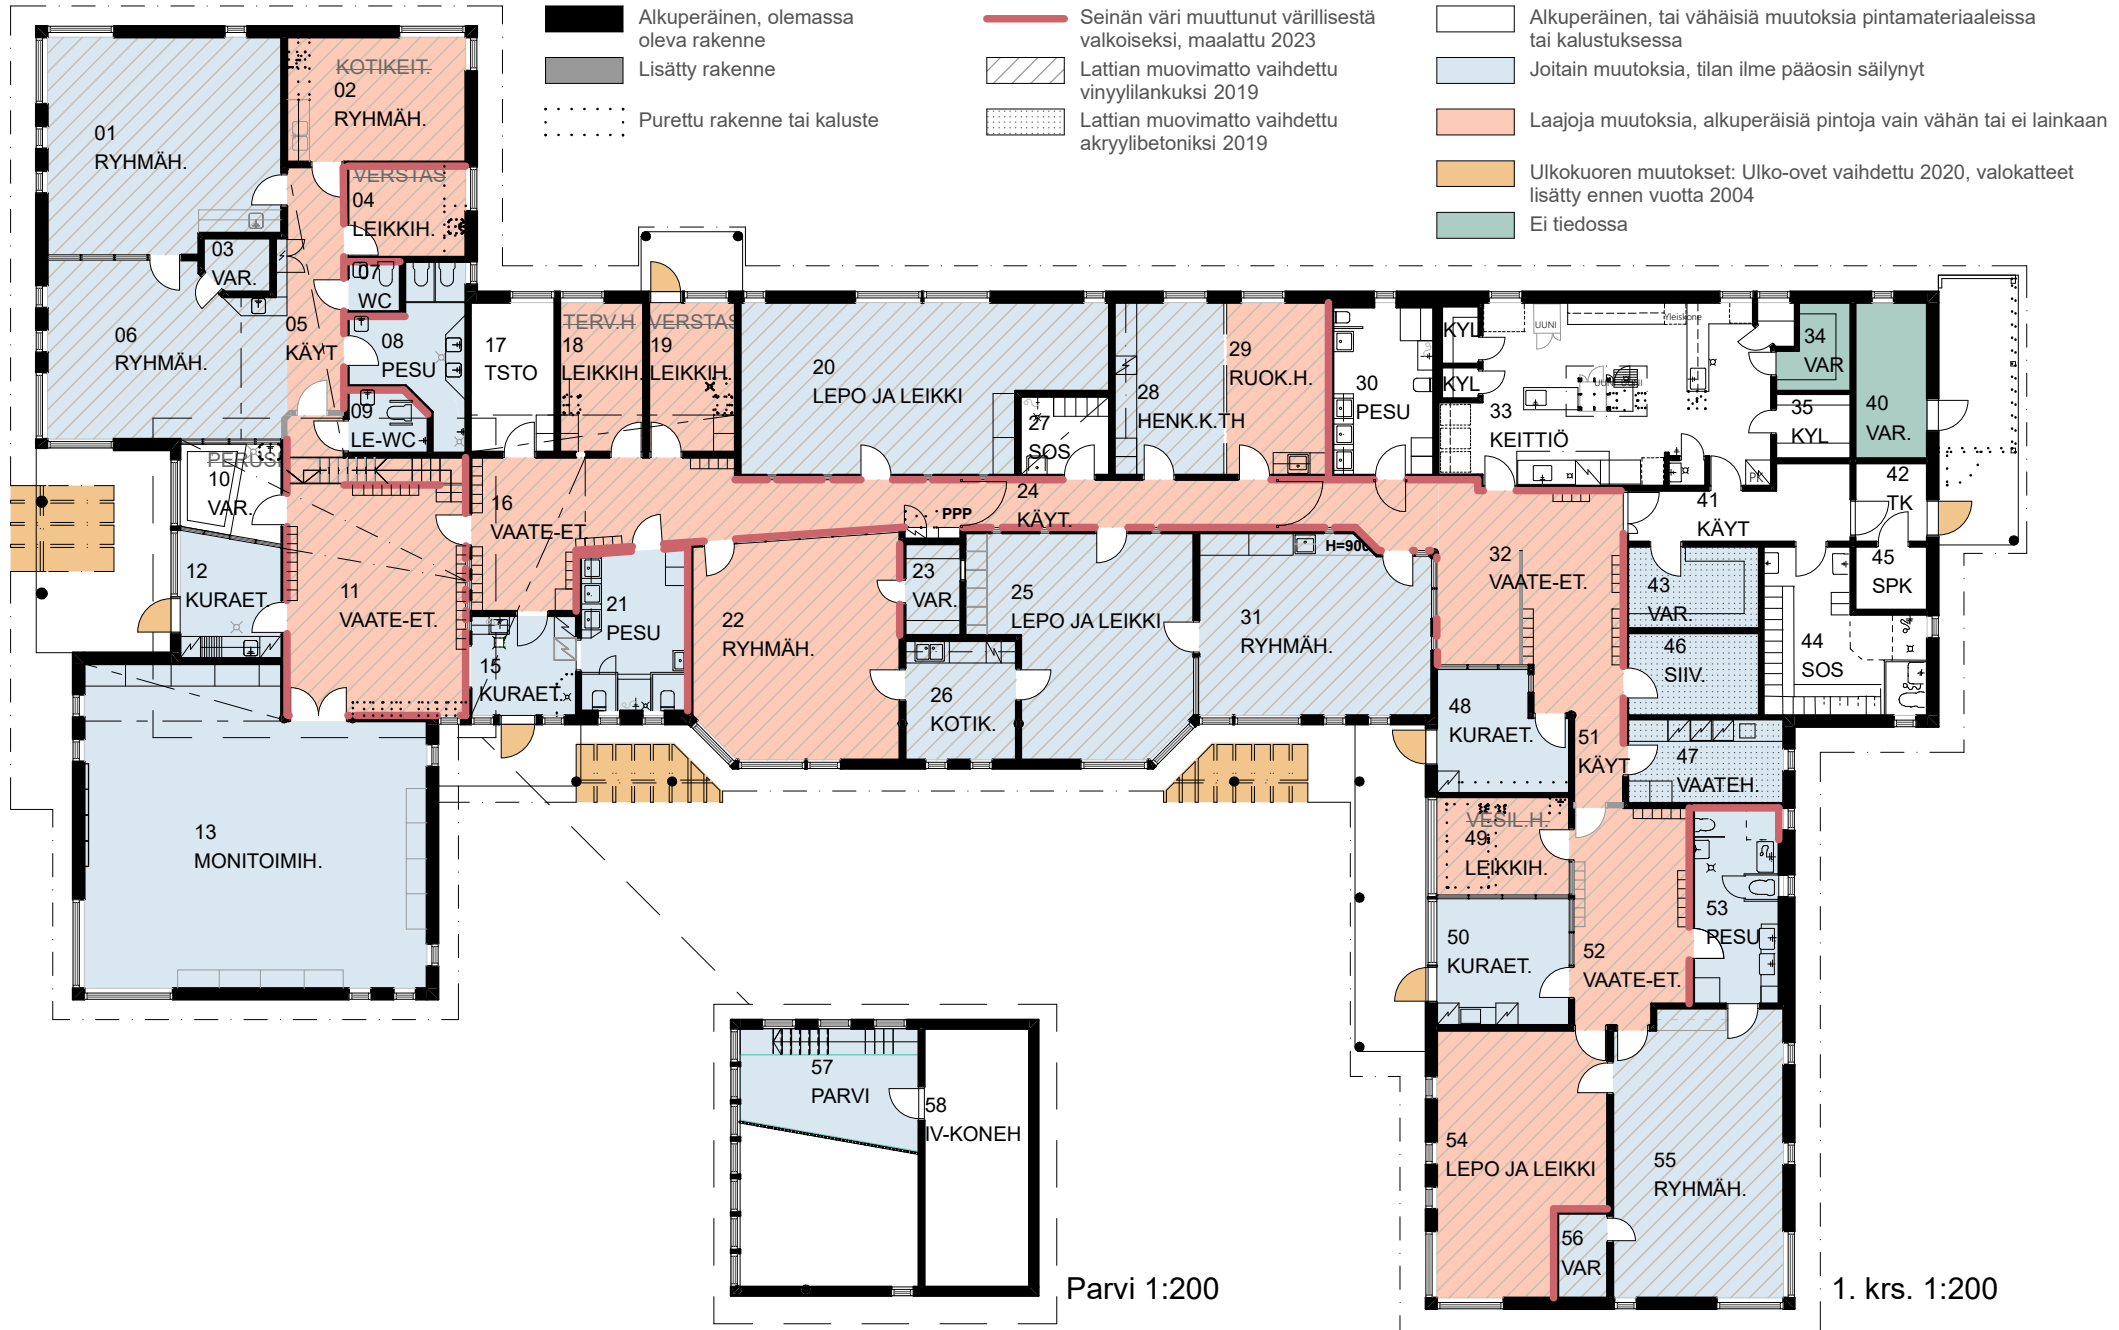 Alkuperäinen, olemassa
oleva rakenne
Lisätty rakenne
Purettu rakenne tai kaluste
Seinän väri muuttunut värillisestä
valkoiseksi, maalattu 2023
Lattian muovimatto vaihdettu
vinyylilankuksi 2019
Lattian muovimatto vaihdettu
akryylibetoniksi 2019
Alkuperäinen, tai vähäisiä muutoksia pintamateriaaleissa
tai kalustuksessa
Joitain muutoksia, tilan ilme pääosin säilynyt
Laajoja muutoksia, alkuperäisiä pintoja vain vähän tai ei lainkaan
Ulkokuoren muutokset: Ulko-ovet vaihdettu 2020, valokatteet
lisätty ennen vuotta 2004
Ei tiedossa
01
RYHMÄH.
KOTIKEIT.
02
RYHMÄH.
03
VAR.
VERSTAS
04
LEIKKIH.
05
KÄYT
06
RYHMÄH.
07
WC
08
PESU
09
LE-WC
10
VAR.
11
VAATE-ET.
12
KURAET.
13
MONITOIMIH.
15
KURAET.
16
VAATE-ET.
17
TSTO
TERV.H
18
LEIKKIH.
VERSTAS
19
LEIKKIH.
20
LEPO JA LEIKKI
21
PESU
22
RYHMÄH.
23
VAR.
24
KÄYT.
PPP
25
LEPO JA LEIKKI
26
KOTIK.
27
SOS
28
HENK.K.TH
29
RUOK.H.
30
PESU
31
RYHMÄH.
H=900
32
VAATE-ET.
33
KEITTIÖ
KYL
KYL
UUNI
Yleiskone
PK
34
VAR
35
KYL
40
VAR.
41
KÄYT
42
TK
43
VAR.
44
SOS
45
SPK
46
SIIV.
47
VAATEH.
48
KURAET.
VESIL.H.
49
LEIKKIH.
50
KURAET.
51
KÄYT
52
VAATE-ET.
53
PESU
54
LEPO JA LEIKKI
55
RYHMÄH.
56
VAR
57
PARVI
58
IV-KONEH
Parvi 1:200
1. krs. 1:200